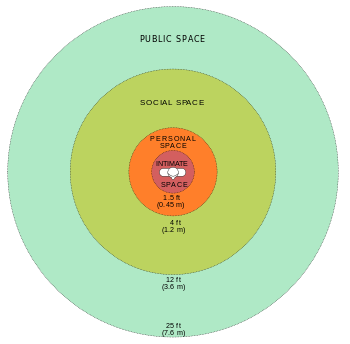 PUBLIC SPACE
SOCIAL SPACE
PERSONAL
SPACE
INTIMATE
SPACE
1.5 ft
(0.45 m)
4 ft
(1.2 m)
12 ft
(3.6 m)
25 ft
(7.6 m)